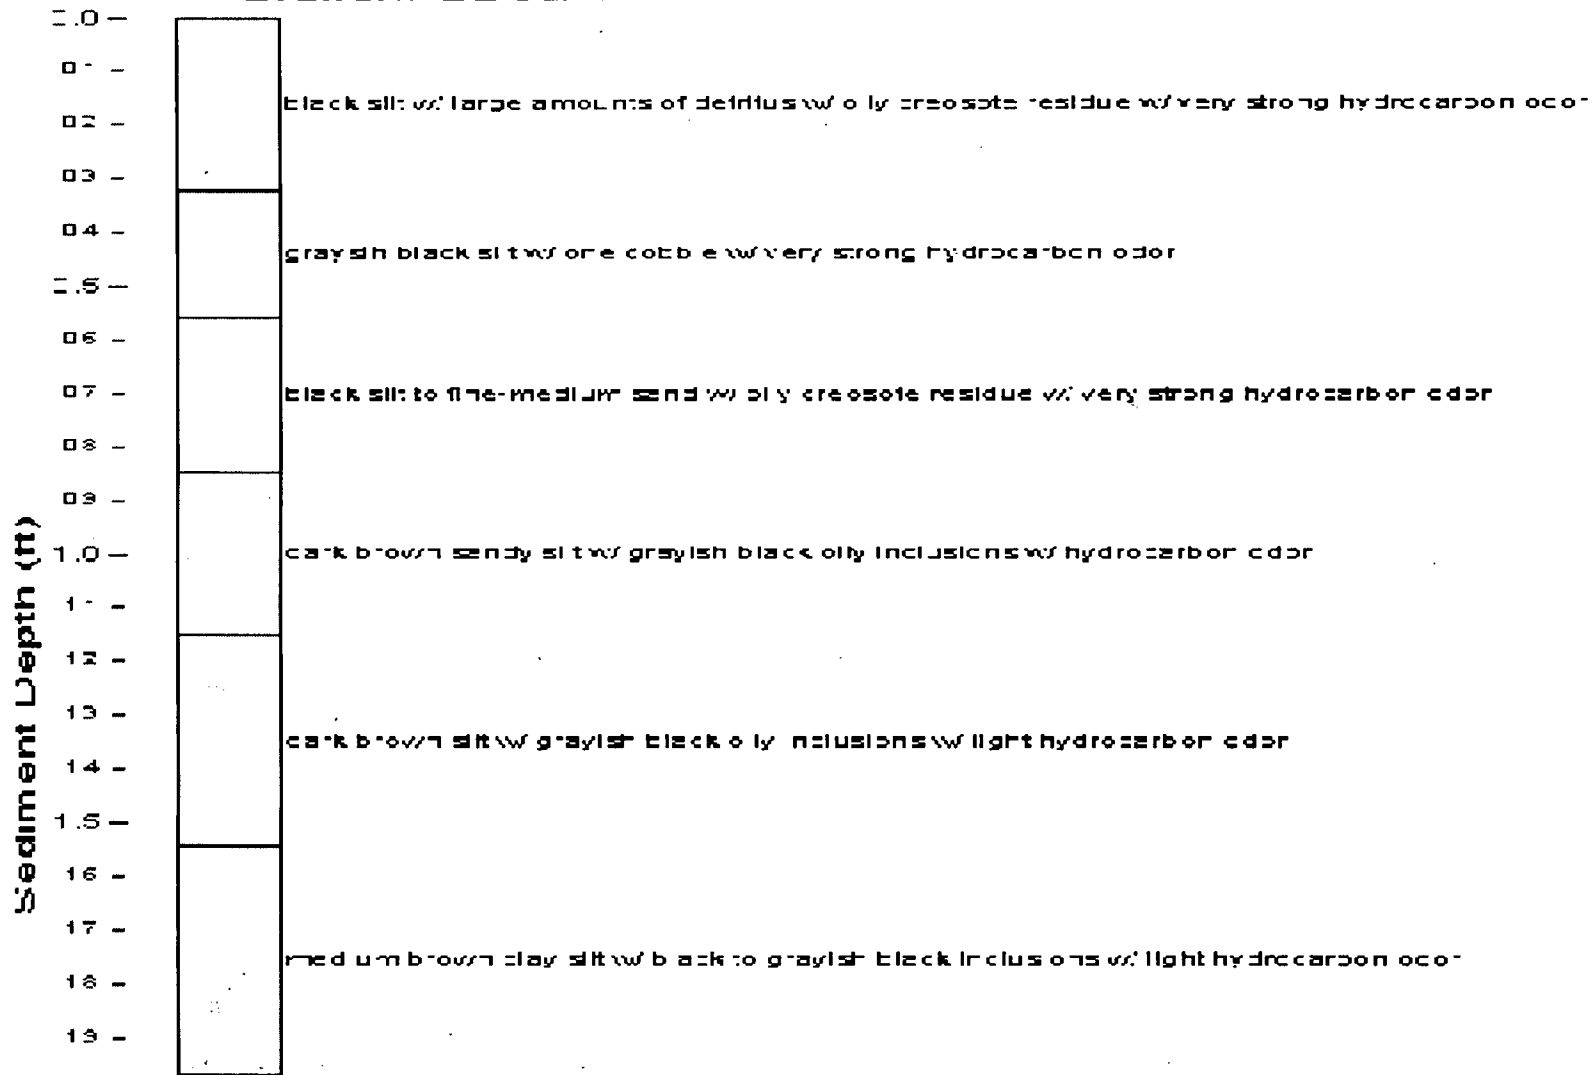 0.0
0.1
black silt w/ large amounts of detritus w/ oily creosote residue w/ very strong hydrocarbon odor
0.2
0.3
0.4
graysih black silt w/ one cobble w/ very strong hydrocarbon odor
0.5
0.6
0.7
black silt to fine-medium sand w/ oily creosote residue w/ very strong hydrocarbon odor
0.8
0.9
Sediment Depth (ft)
1.0
dark brown sandy silt w/ grayish black oily inclusions w/ hydrocarbon odor
1.1
1.2
1.3
dark brown silt w/ grayish black oily inclusions w/ light hydrocarbon odor
1.4
1.5
1.6
1.7
medium brown clay silt w/ black to grayish black inclusions w/ light hydrocarbon odor
1.8
1.9